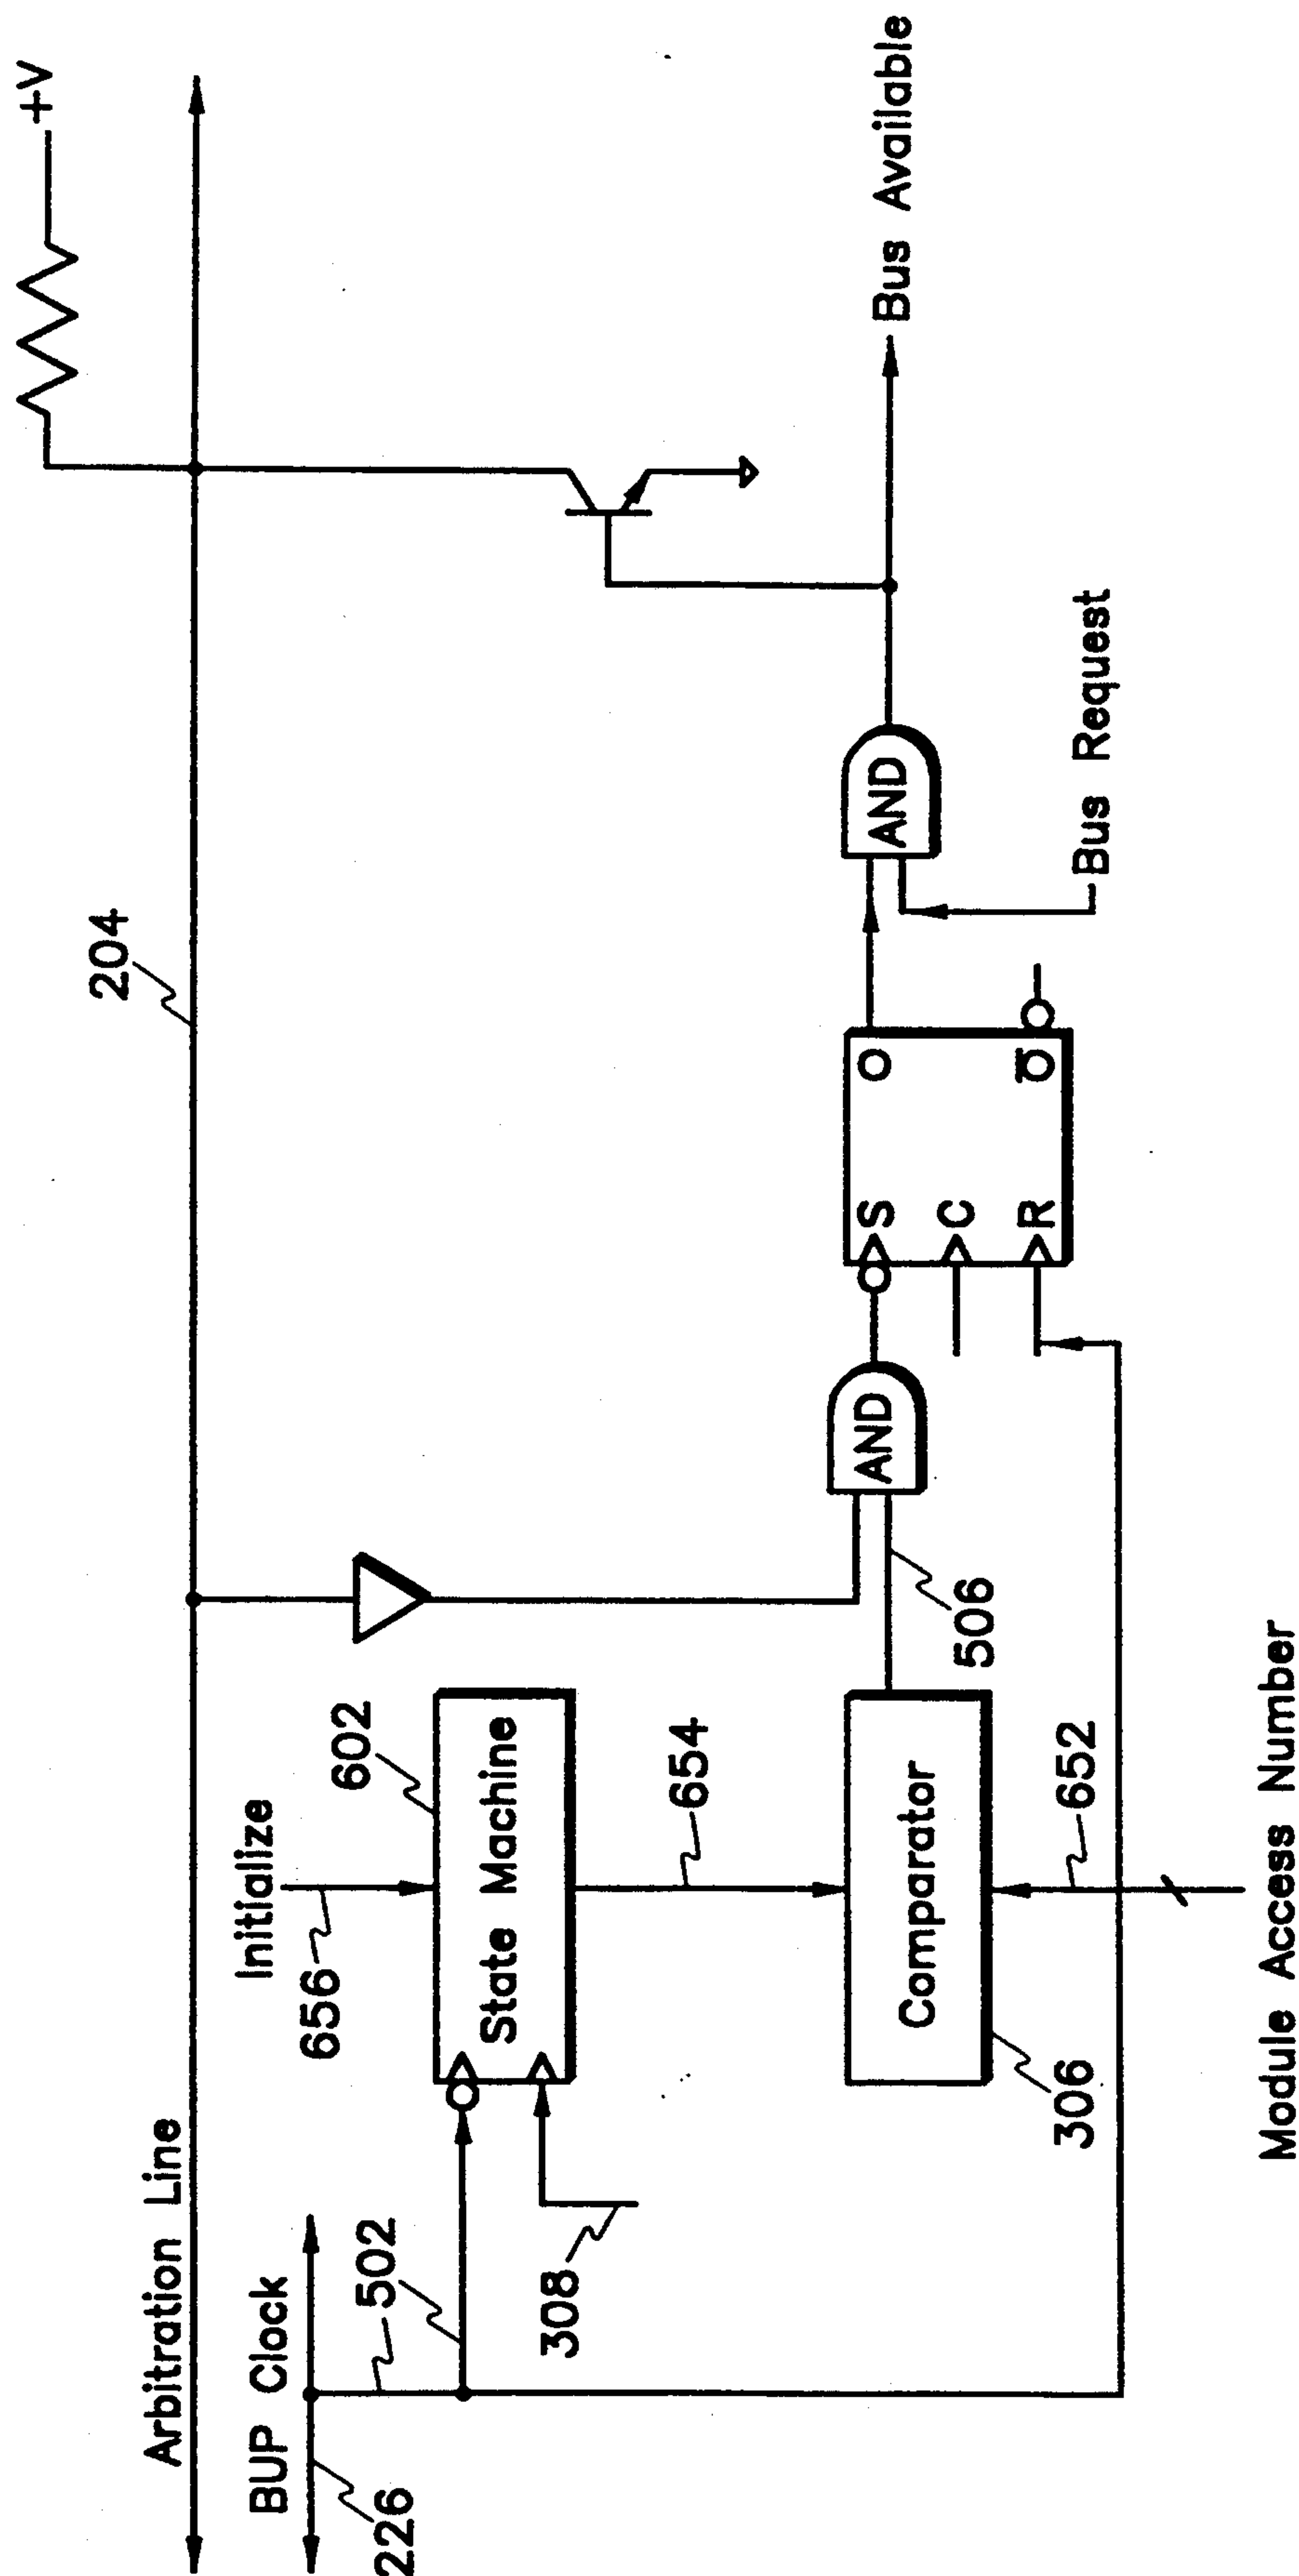 +V
204
Arbitration Line
BUP Clock
226
502
Initialize
656
602
State Machine
308
654
Comparator
306
652
Module Access Number
506
AND
S
C
R
O
O̅
AND
Bus Request
Bus Available